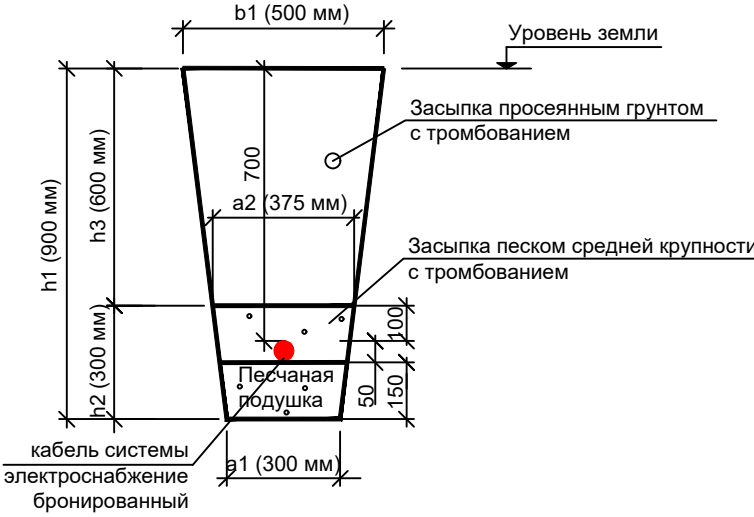 b1 (500 мм)
Уровень земли
Засыпка просеянным грунтом
с тромбованием
700
h3 (600 мм)
h1 (900 мм)
a2 (375 мм)
Засыпка песком средней крупности
с тромбованием
100
h2 (300 мм)
Песчаная
подушка
50
150
кабель системы
электроснабжение
бронированный
a1 (300 мм)